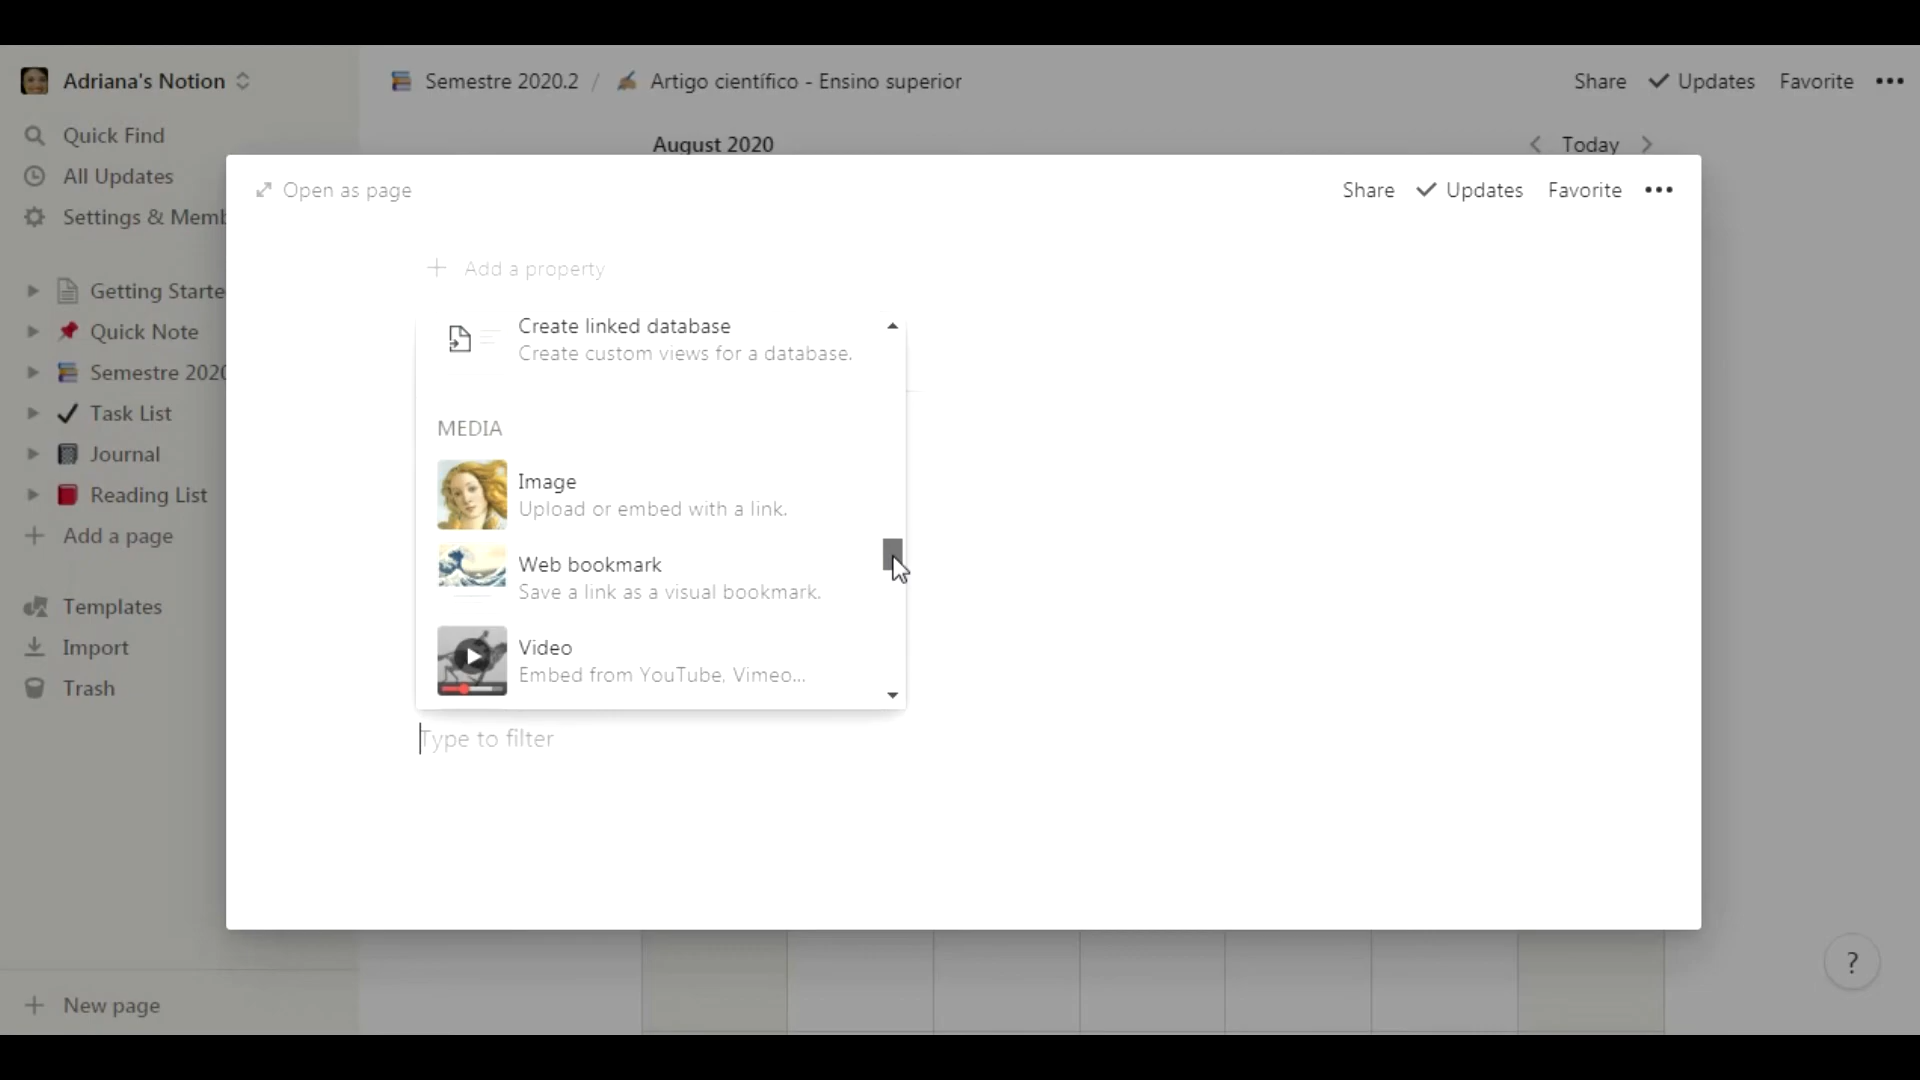 Adriana's Notion
Semestre 2020.2 / Artigo científico - Ensino superior
Share Updates Favorite
Quick Find
All Updates
Settings & Memb
Getting Starte
Quick Note
Semestre 2020
Task List
Journal
Reading List
Add a page
Templates
Import
Trash
New page
August 2020
Today
Open as page
Share Updates Favorite
Add a property
Create linked database
Create custom views for a database.
MEDIA
Image
Upload or embed with a link.
Web bookmark
Save a link as a visual bookmark.
Video
Embed from YouTube, Vimeo...
Type to filter
?